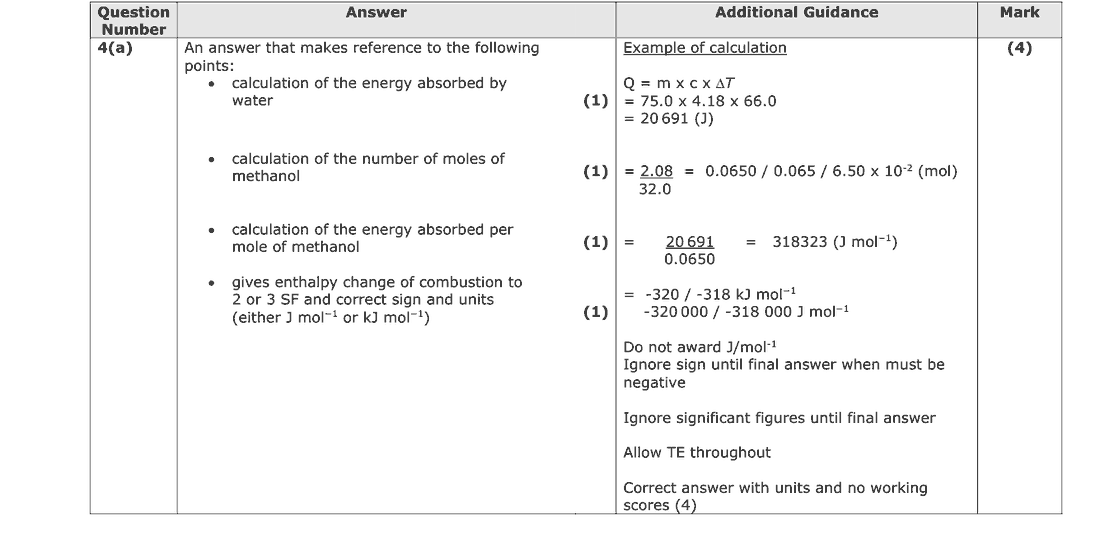 Question Number
Answer
Additional Guidance
Mark
4(a)
An answer that makes reference to the following
points:
• calculation of the energy absorbed by
water
(1)
• calculation of the number of moles of
methanol
(1)
• calculation of the energy absorbed per
mole of methanol
(1)
• gives enthalpy change of combustion to
2 or 3 SF and correct sign and units
(either J mol⁻¹ or kJ mol⁻¹)
(1)
Example of calculation
Q = m x c x ΔT
= 75.0 x 4.18 x 66.0
= 20 691 (J)
= 2.08 = 0.0650 / 0.065 / 6.50 x 10⁻² (mol)
32.0
= 20 691 = 318323 (J mol⁻¹)
0.0650
= -320 / -318 kJ mol⁻¹
-320 000 / -318 000 J mol⁻¹
Do not award J/mol⁻¹
Ignore sign until final answer when must be
negative
Ignore significant figures until final answer
Allow TE throughout
Correct answer with units and no working
scores (4)
(4)